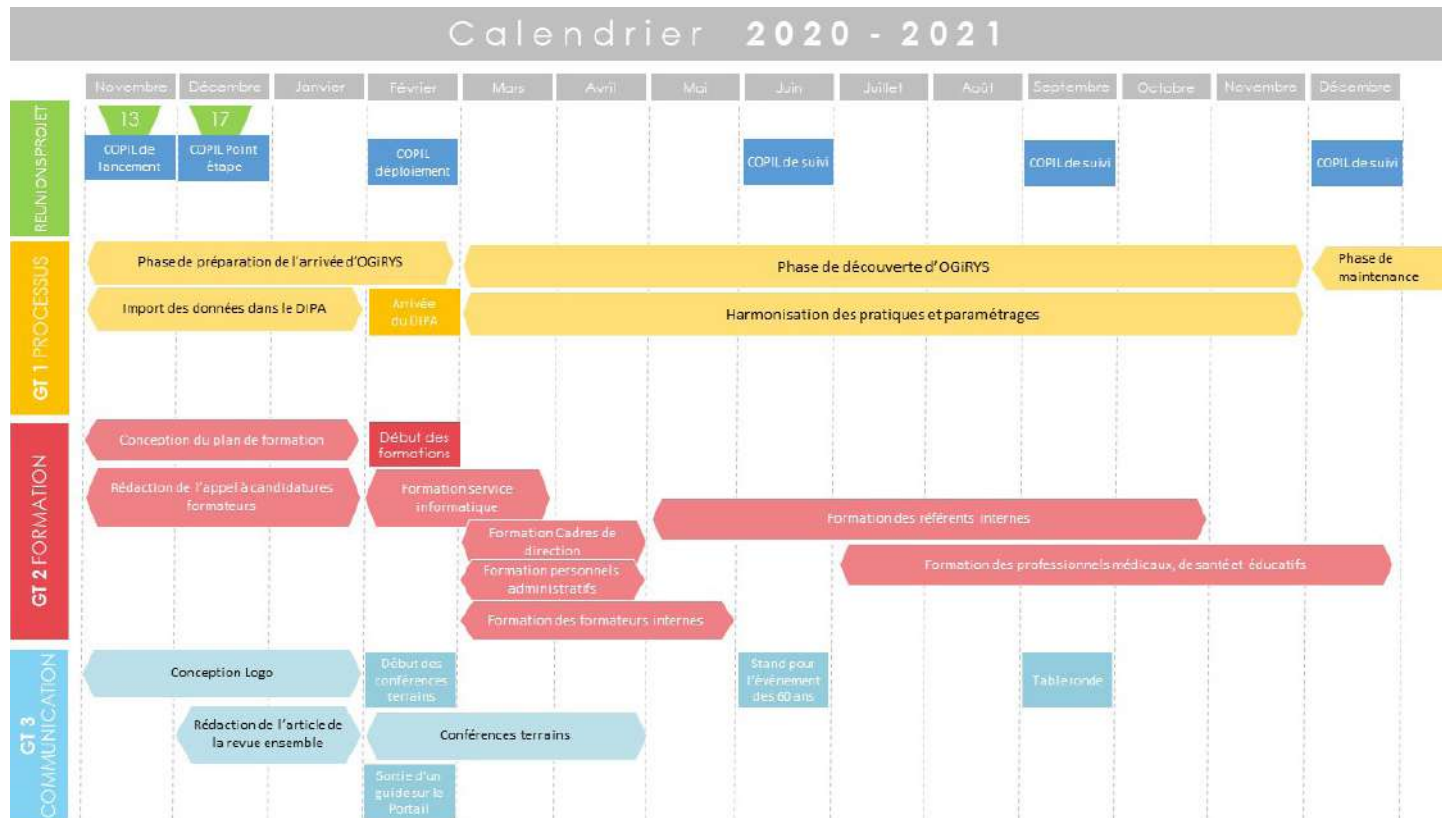 Calendrier 2020 - 2021
Novembre Décembre Janvier Février Mars Avril Mai Juin Juillet Août Septembre Octobre Novembre Décembre
REUNIONS PROJET
13
17
COPIL de
lancement
COPIL Point
étape
COPIL
déploiement
COPIL de suivi
COPIL de suivi
COPIL de suivi
GT 1 PROCESSUS
Phase de préparation de l'arrivée d'OGiRYS
Phase de découverte d'OGiRYS
Phase de
maintenance
Import des données dans le DIPA
Arrivée
du DIPA
Harmonisation des pratiques et paramétrages
GT 2 FORMATION
Conception du plan de formation
Début des
formations
Rédaction de l'appel à candidatures
formateurs
Formation service
informatique
Formation des référents internes
Formation Cadres de
direction
Formation des professionnels médicaux, de santé et éducatifs
Formation personnels
administratifs
Formation des formateurs internes
GT 3
COMMUNICATION
Conception Logo
Début des
conférences
terrains
Stand pour
l'événement
des 60 ans
Table ronde
Rédaction de l'article de
la revue ensemble
Conférences terrains
Sortie d'un
guide sur le
Portail